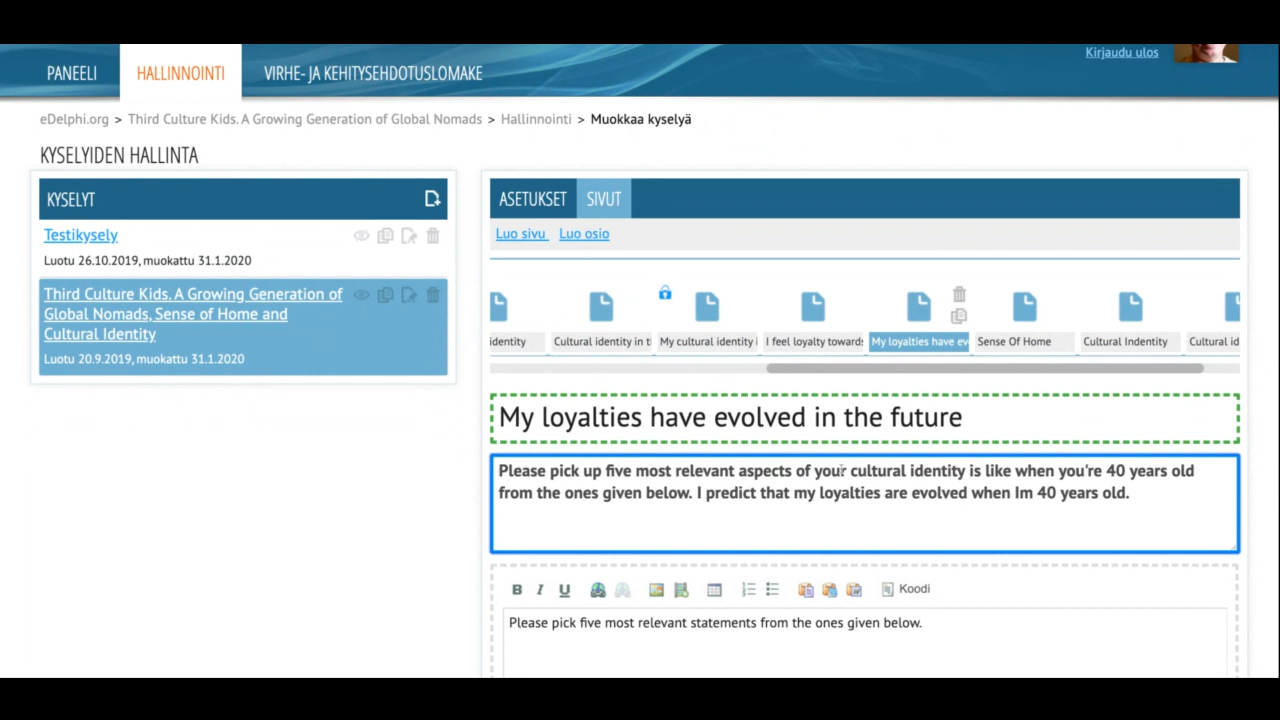 Kirjaudu ulos
PANEELI HALLINNOINTI VIRHE- JA KEHITYSEHDOTUSLOMAKE
eDelphi.org > Third Culture Kids. A Growing Generation of Global Nomads > Hallinnointi > Muokkaa kyselyä
KYSELYIDEN HALLINTA
KYSELYT
Testikysely
Luotu 26.10.2019, muokattu 31.1.2020
Third Culture Kids. A Growing Generation of
Global Nomads, Sense of Home and
Cultural Identity
Luotu 20.9.2019, muokattu 31.1.2020
ASETUKSET SIVUT
Luo sivu Luo osio
identity Cultural identity in t My cultural identity i I feel loyalty towards My loyalties have ev Sense Of Home Cultural Indentity Cultural id
My loyalties have evolved in the future
Please pick up five most relevant aspects of your cultural identity is like when you're 40 years old
from the ones given below. I predict that my loyalties are evolved when Im 40 years old.
B I U Koodi
Please pick five most relevant statements from the ones given below.